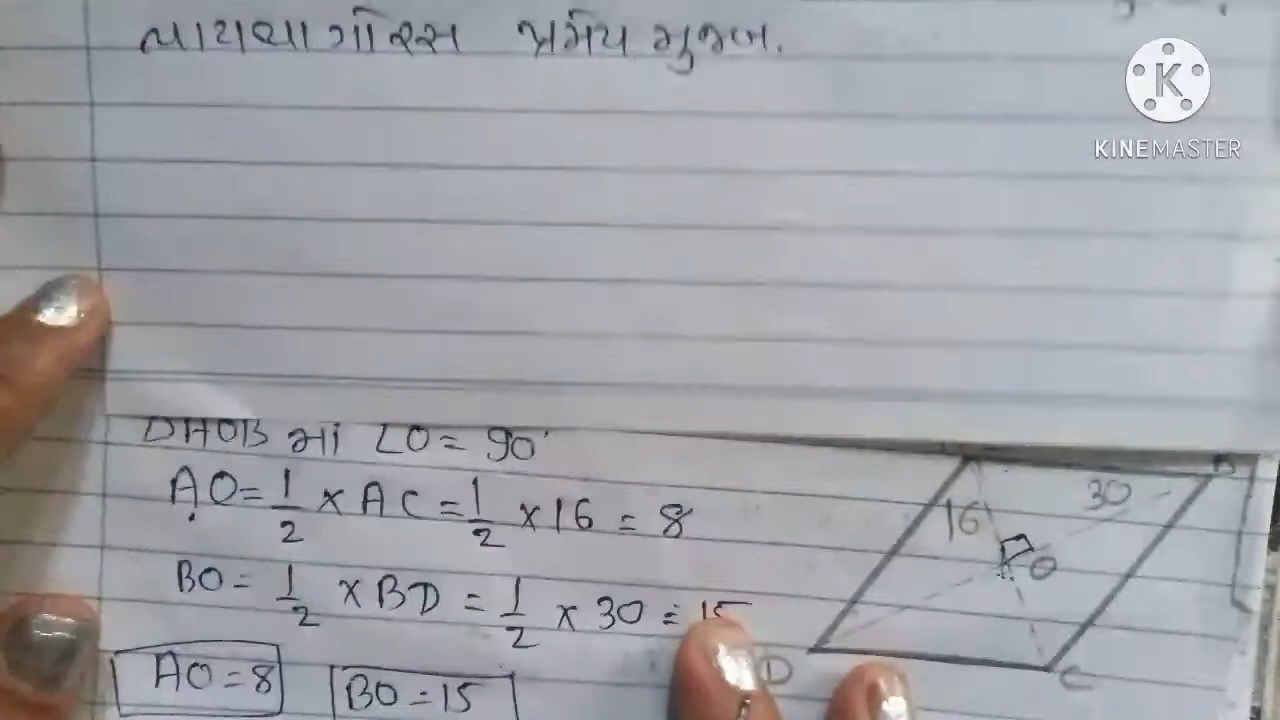 પાયથાગોરસ પ્રમેય મુજબ.
K
KINEMASTER
DAOB માં ∠O = 90°
AO = 1/2 × AC = 1/2 × 16 = 8
BO = 1/2 × BD = 1/2 × 30 = 15
AO = 8
BO = 15
B
30
16
O
D
C